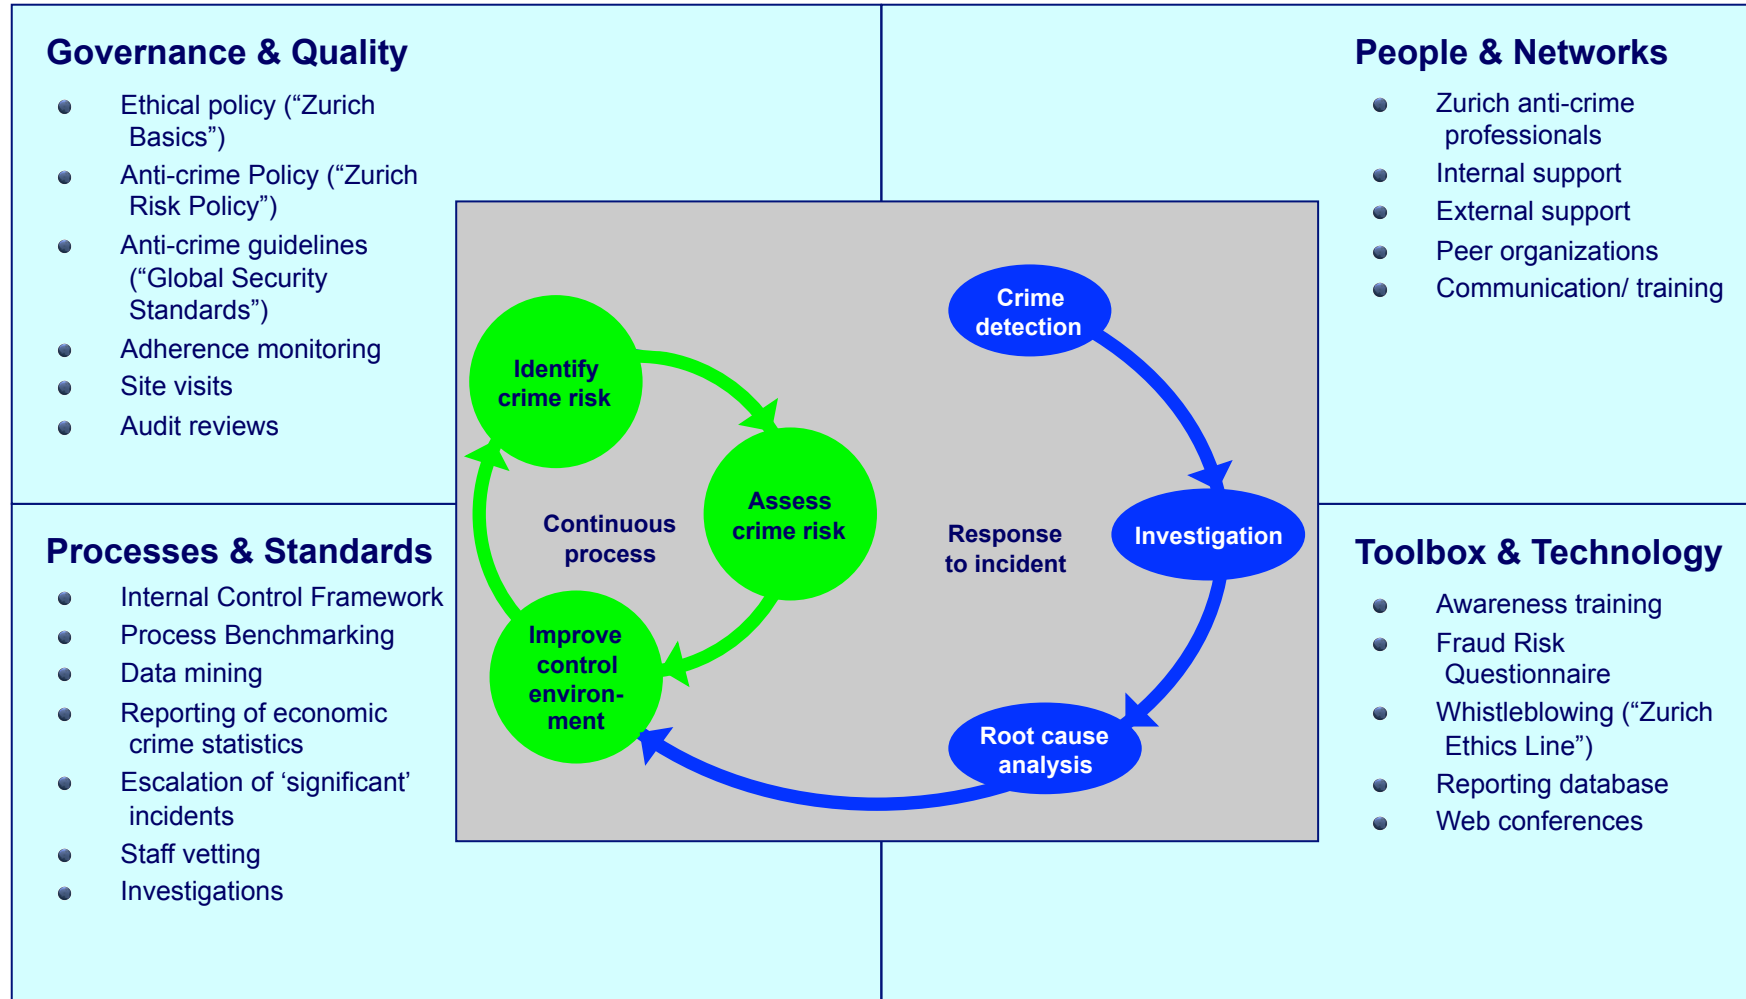 Governance & Quality
Ethical policy (“Zurich
Basics”)
Anti-crime Policy (“Zurich
Risk Policy”)
Anti-crime guidelines
(“Global Security
Standards”)
Adherence monitoring
Site visits
Audit reviews
People & Networks
Zurich anti-crime
professionals
Internal support
External support
Peer organizations
Communication/ training
Identify
crime risk
Assess
crime risk
Improve
control
environ-
ment
Continuous
process
Crime
detection
Investigation
Root cause
analysis
Response
to incident
Processes & Standards
Internal Control Framework
Process Benchmarking
Data mining
Reporting of economic
crime statistics
Escalation of ‘significant’
incidents
Staff vetting
Investigations
Toolbox & Technology
Awareness training
Fraud Risk
Questionnaire
Whistleblowing (“Zurich
Ethics Line”)
Reporting database
Web conferences